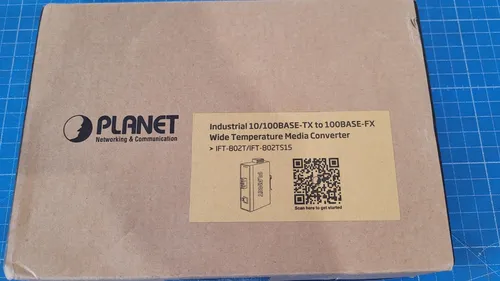 PLANET
Networking & Communication
Industrial 10/100BASE-TX to 100BASE-FX
Wide Temperature Media Converter
> IFT-802T/IFT-802TS15
PLANET
Scan here to get started